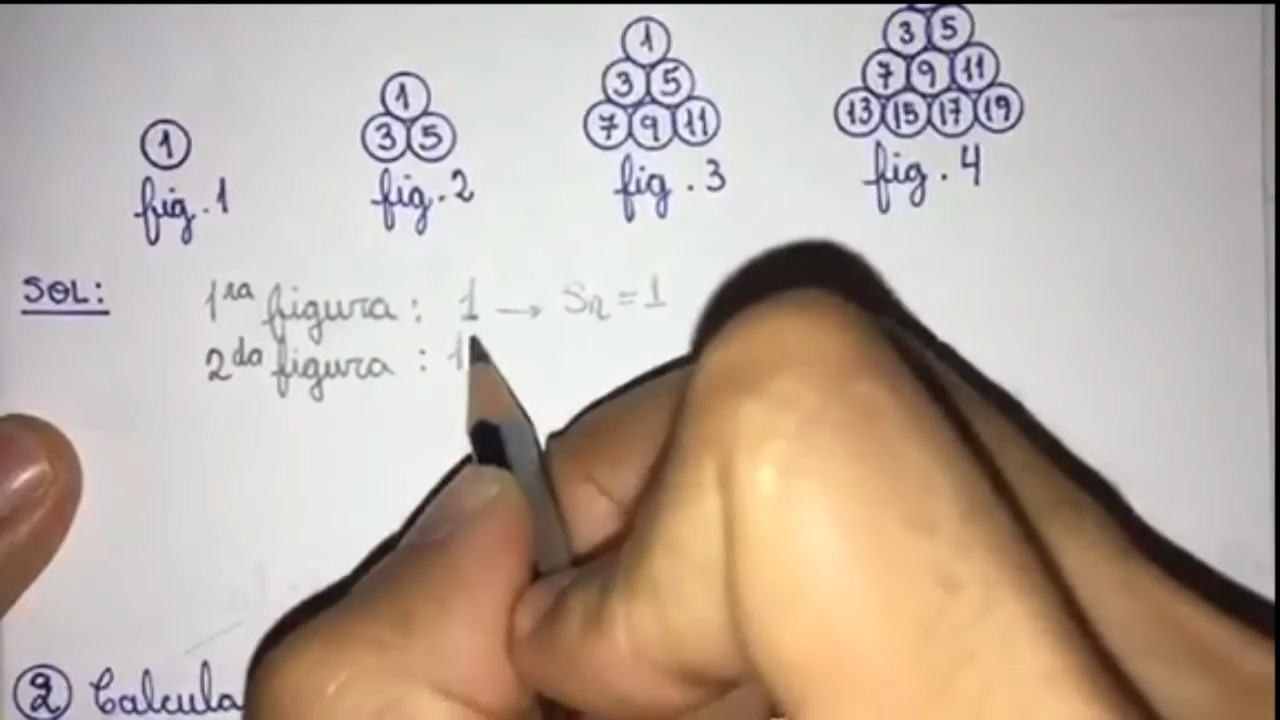 1
3 5
7 9 11
13 15 17 19
1
3 5
7 9 11
1
3 5
1
fig. 1 fig. 2 fig. 3 fig. 4
SOL:
1ra figura : 1 → Sn = 1
2da figura : 1
2 Calcula